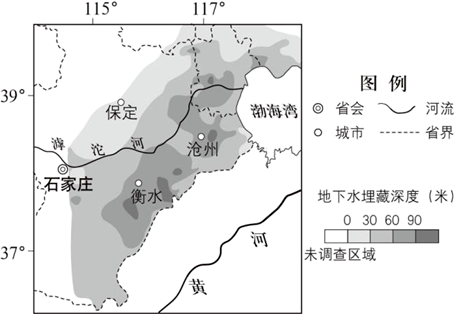 115° 117°
39°
37°
保定
渤海湾
滹沱河
沧州
石家庄
衡水
黄河
图例
省会 河流
城市 省界
地下水埋藏深度（米）
0 30 60 90
未调查区域